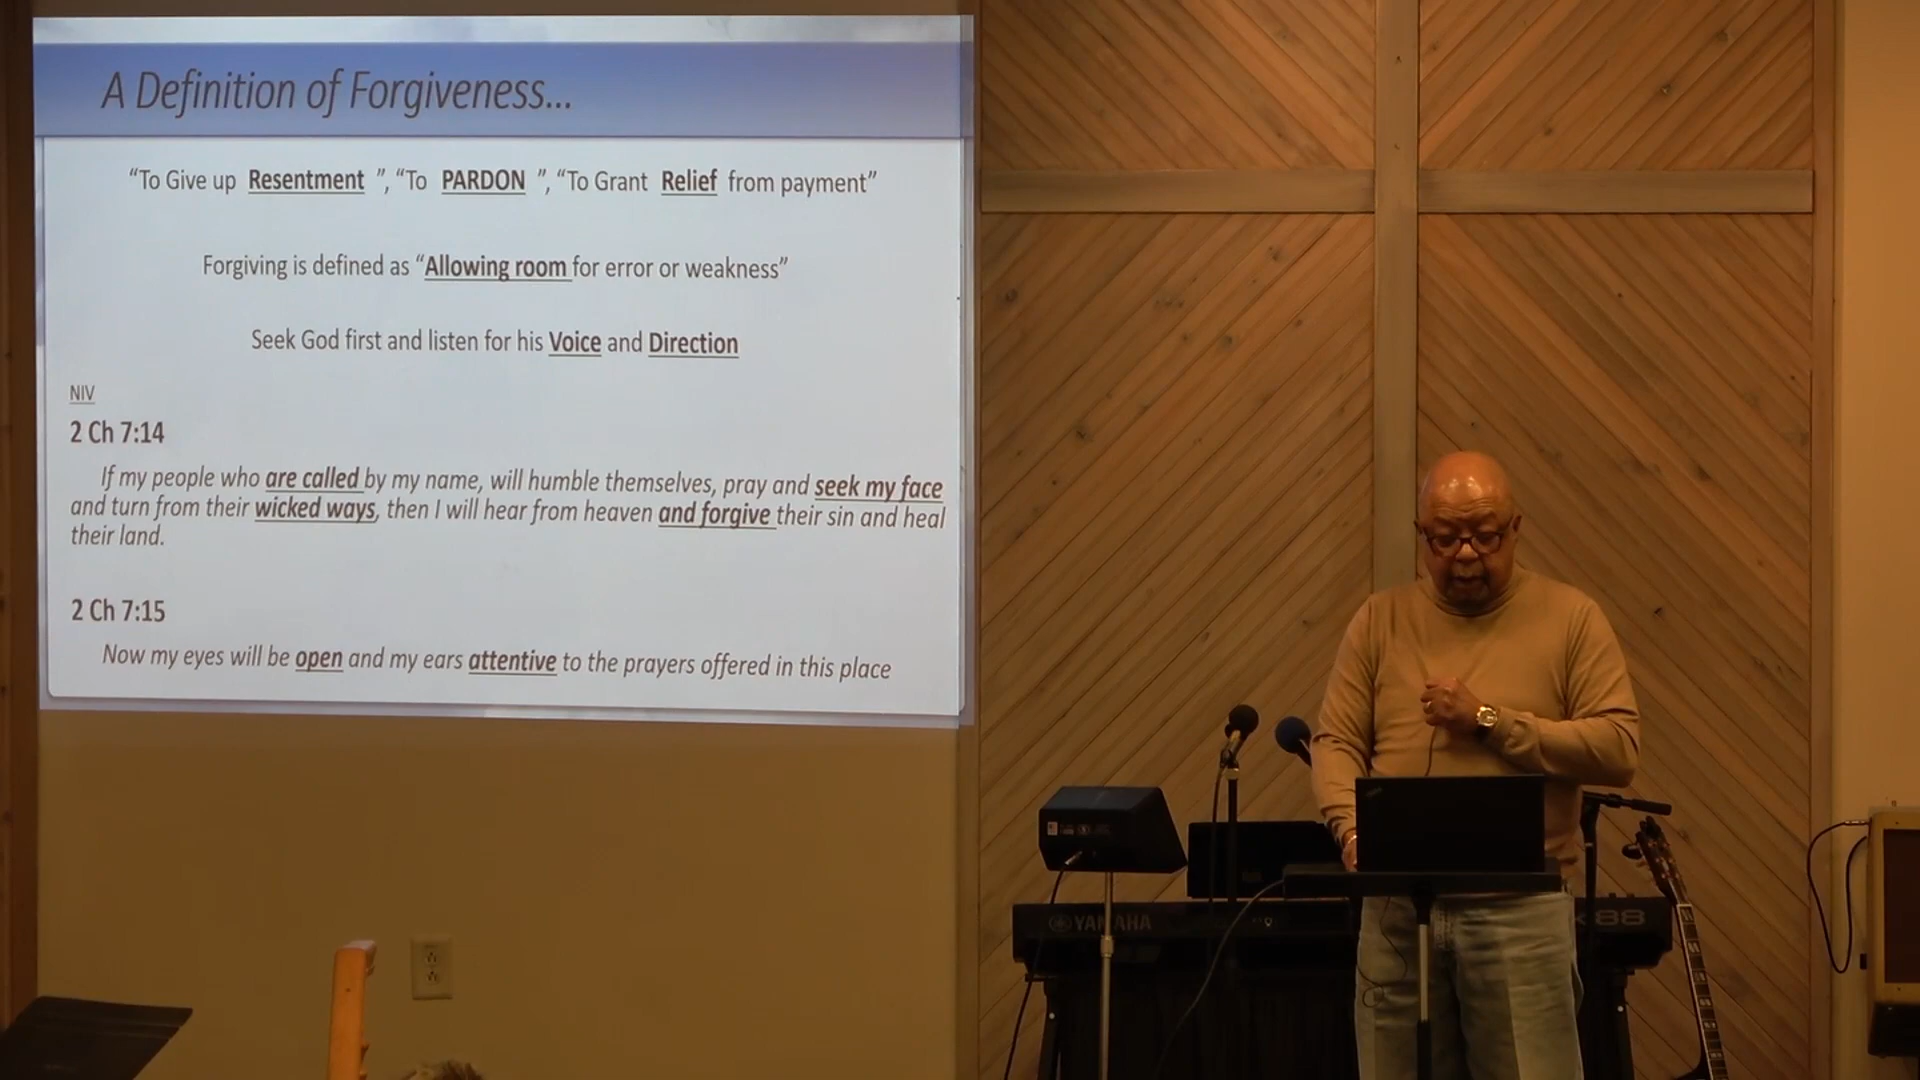 A Definition of Forgiveness...
“To Give up Resentment ”, “To PARDON ”, “To Grant Relief from payment”
Forgiving is defined as “Allowing room for error or weakness”
Seek God first and listen for his Voice and Direction
NIV
2 Ch 7:14
If my people who are called by my name, will humble themselves, pray and seek my face
and turn from their wicked ways, then I will hear from heaven and forgive their sin and heal
their land.
2 Ch 7:15
Now my eyes will be open and my ears attentive to the prayers offered in this place
YAMAHA
88